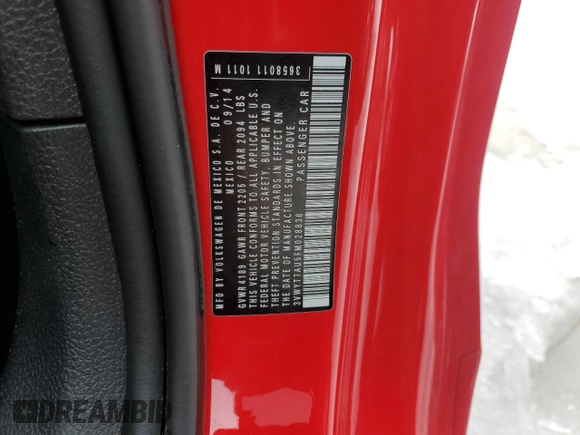 MFD BY VOLKSWAGEN DE MEXICO S.A. DE C.V.
MEXICO 09/14
GVWR 4189 GAWR FRONT 2205 / REAR 2094 LBS
THIS VEHICLE CONFORMS TO ALL APPLICABLE U.S.
FEDERAL MOTOR VEHICLE SAFETY, BUMPER AND
THEFT PREVENTION STANDARDS IN EFFECT ON
THE DATE OF MANUFACTURE SHOWN ABOVE
3VWYT7AU5FM028836 PASSENGER CAR
3658011 1011 M
DREAMBID